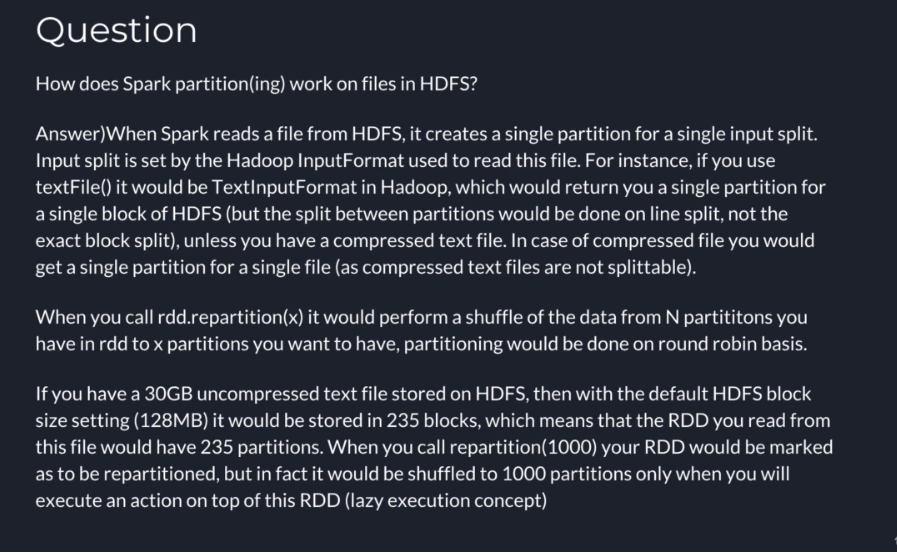 Question
How does Spark partition(ing) work on files in HDFS?
Answer)When Spark reads a file from HDFS, it creates a single partition for a single input split.
Input split is set by the Hadoop InputFormat used to read this file. For instance, if you use
textFile() it would be TextInputFormat in Hadoop, which would return you a single partition for
a single block of HDFS (but the split between partitions would be done on line split, not the
exact block split), unless you have a compressed text file. In case of compressed file you would
get a single partition for a single file (as compressed text files are not splittable).
When you call rdd.repartition(x) it would perform a shuffle of the data from N partititons you
have in rdd to x partitions you want to have, partitioning would be done on round robin basis.
If you have a 30GB uncompressed text file stored on HDFS, then with the default HDFS block
size setting (128MB) it would be stored in 235 blocks, which means that the RDD you read from
this file would have 235 partitions. When you call repartition(1000) your RDD would be marked
as to be repartitioned, but in fact it would be shuffled to 1000 partitions only when you will
execute an action on top of this RDD (lazy execution concept)